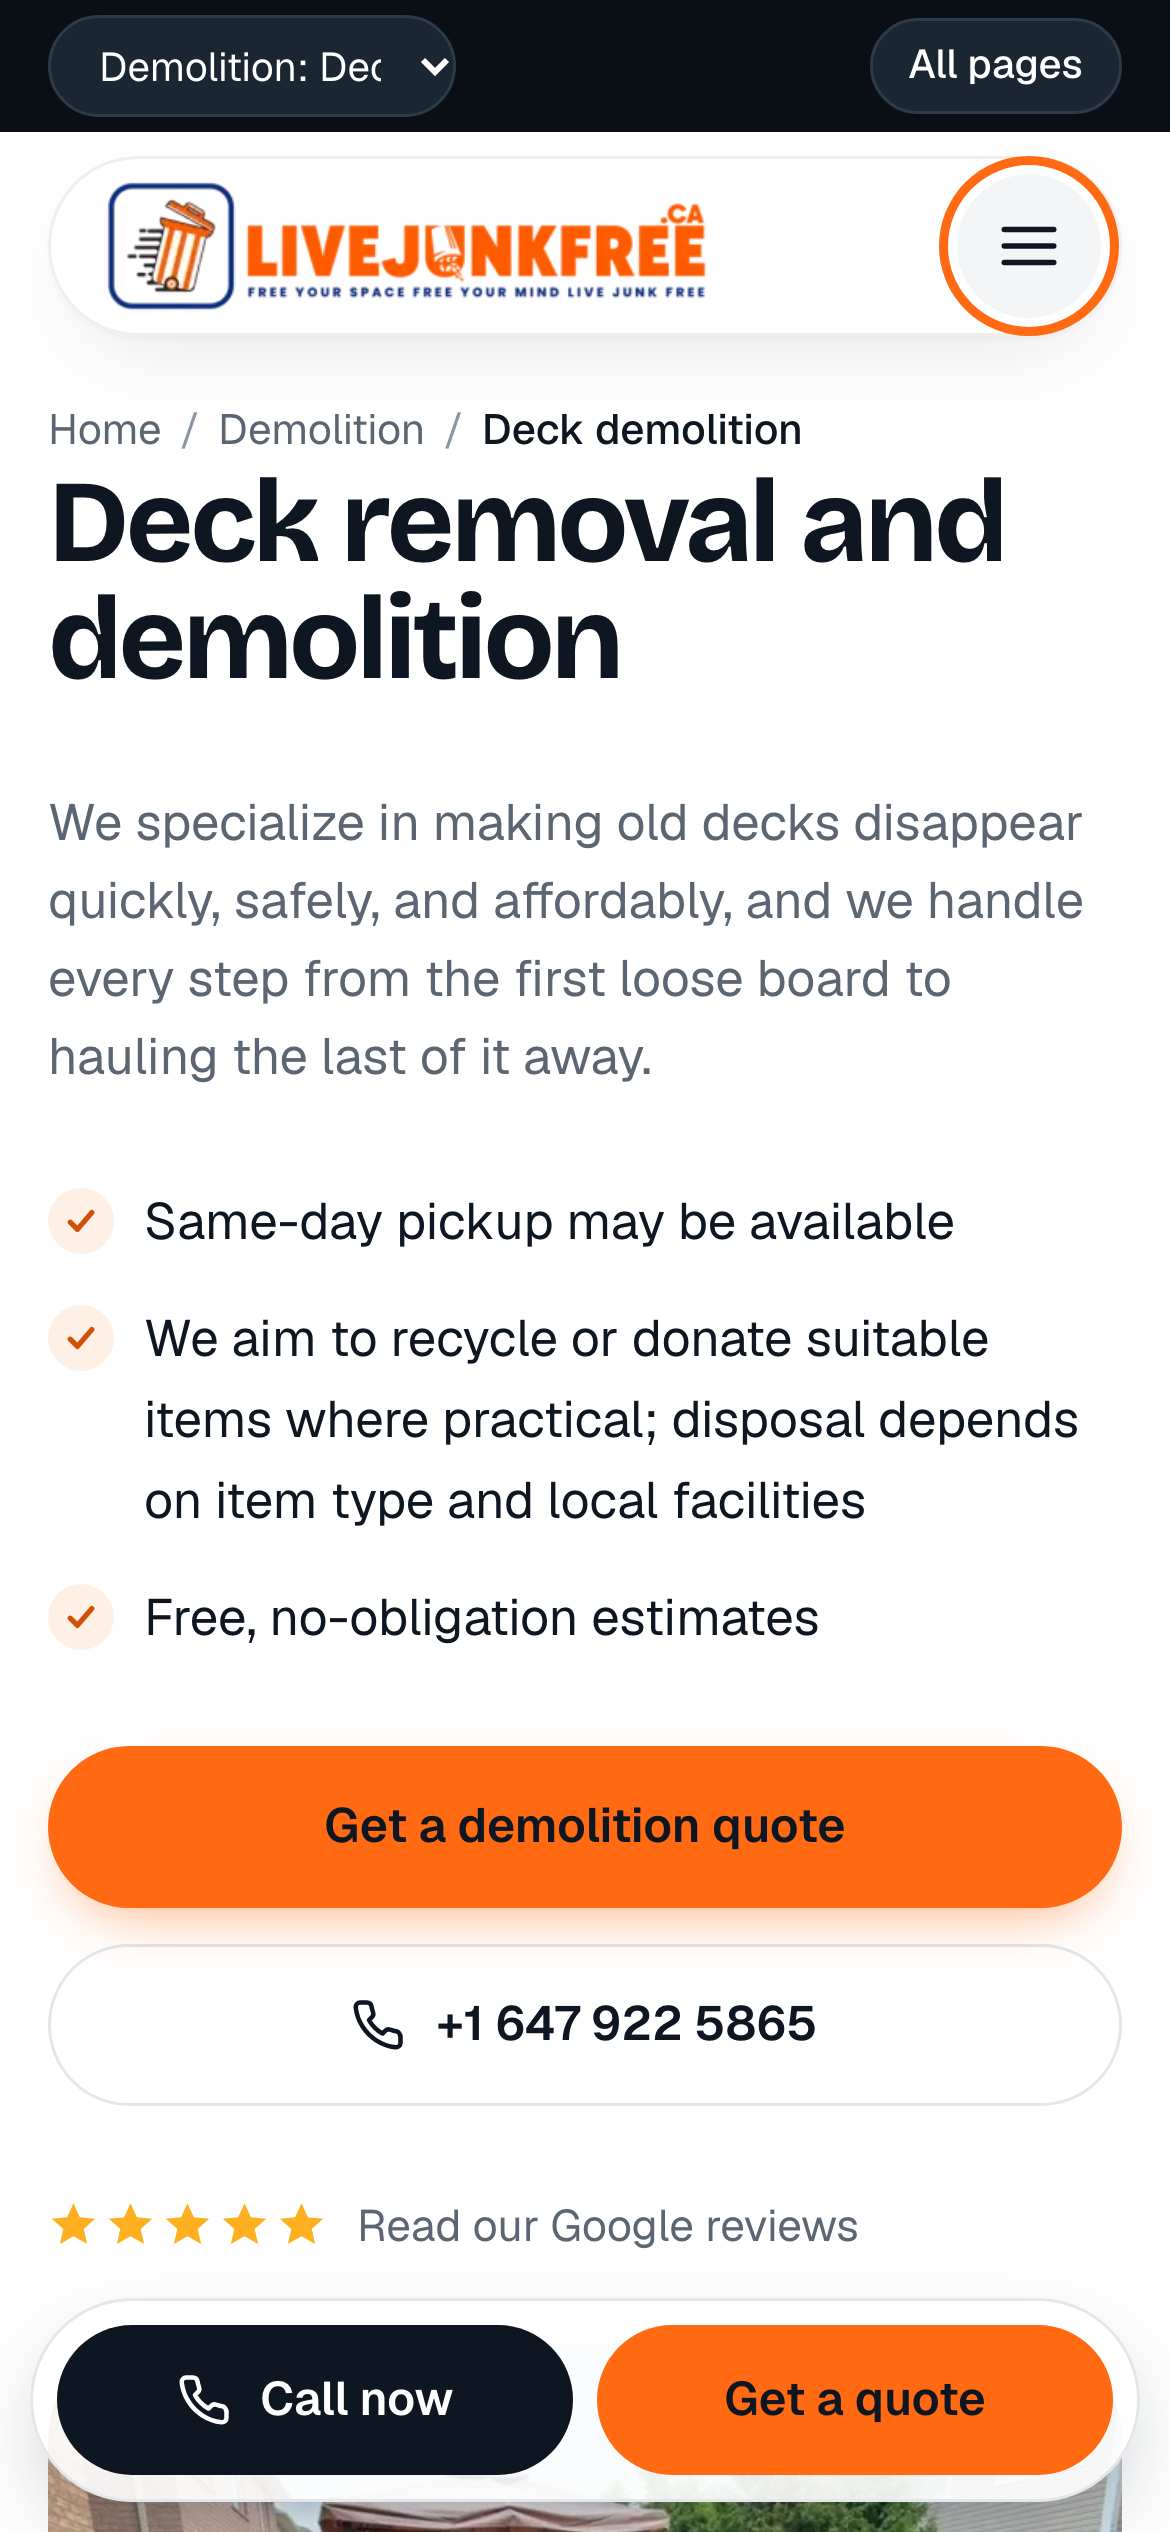 Demolition: Dec
All pages
LIVEJUNKFREE.CA
FREE YOUR SPACE FREE YOUR MIND LIVE JUNK FREE
Home / Demolition / Deck demolition
Deck removal and
demolition
We specialize in making old decks disappear
quickly, safely, and affordably, and we handle
every step from the first loose board to
hauling the last of it away.
Same-day pickup may be available
We aim to recycle or donate suitable
items where practical; disposal depends
on item type and local facilities
Free, no-obligation estimates
Get a demolition quote
+1 647 922 5865
Read our Google reviews
Call now
Get a quote